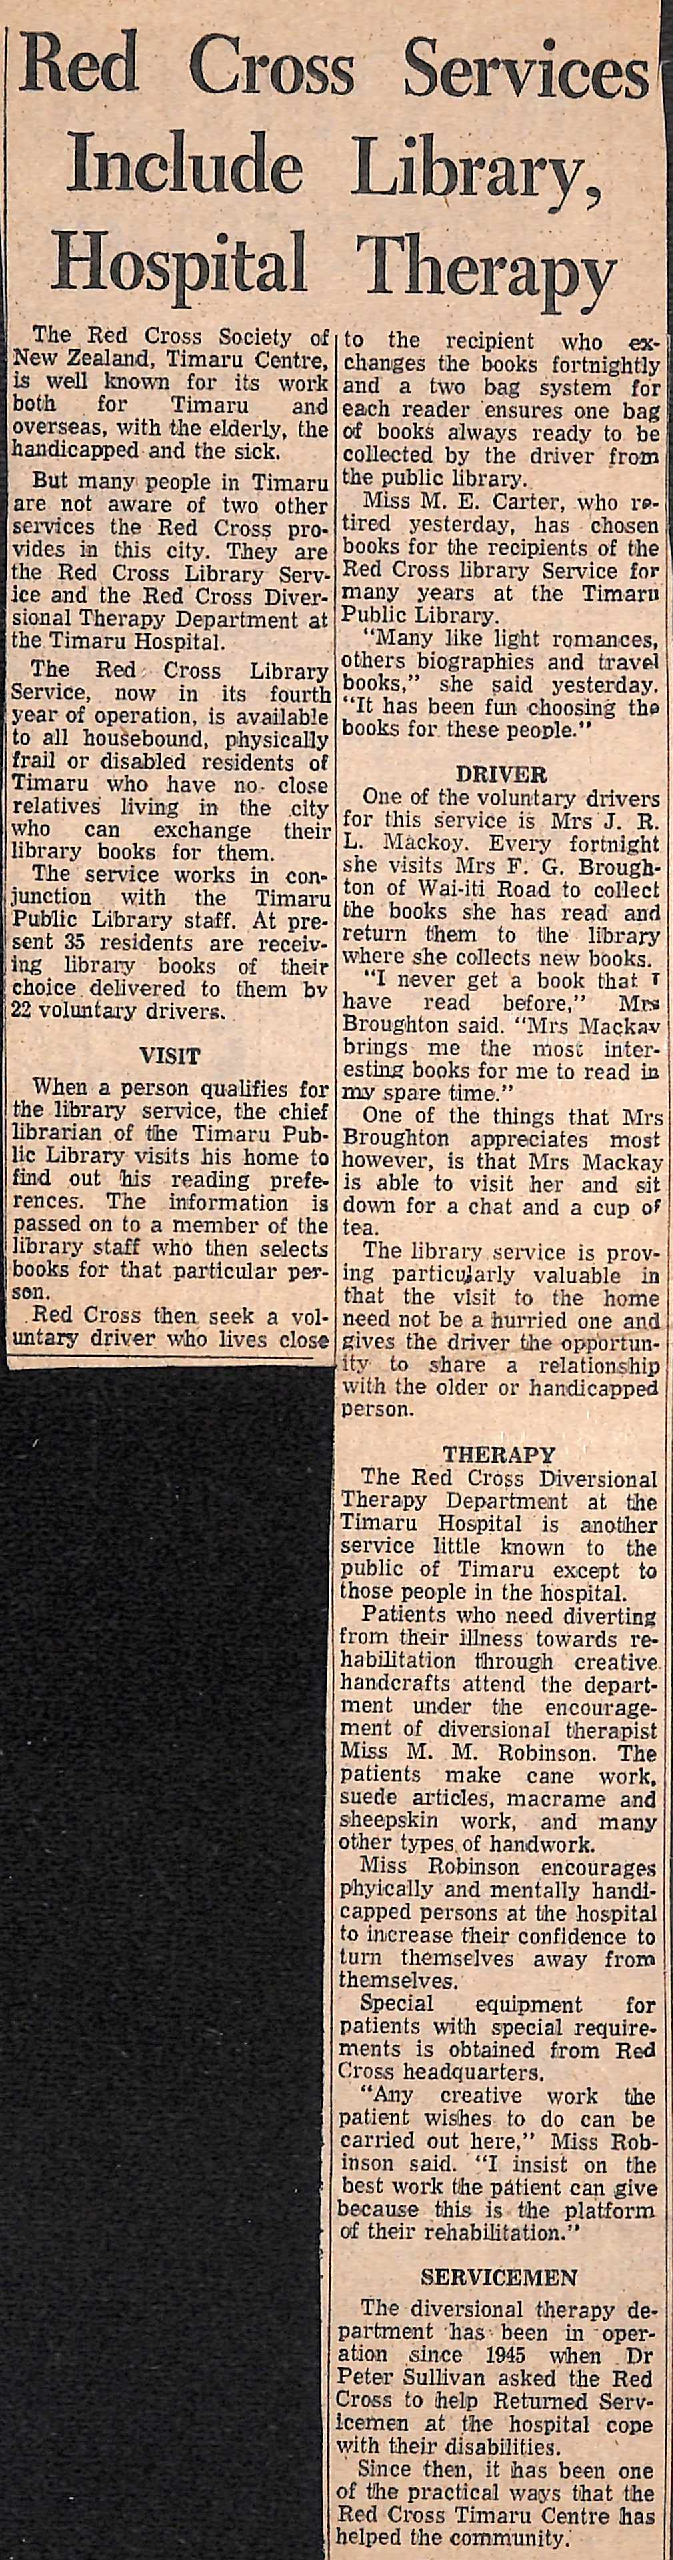 Red Cross Services
Include Library,
Hospital Therapy
The Red Cross Society of
New Zealand, Timaru Centre,
is well known for its work
both for Timaru and
overseas, with the elderly, the
handicapped and the sick.
But many people in Timaru
are not aware of two other
services the Red Cross pro-
vides in this city. They are
the Red Cross Library Serv-
ice and the Red Cross Diver-
sional Therapy Department at
the Timaru Hospital.
The Red Cross Library
Service, now in its fourth
year of operation, is available
to all housebound, physically
frail or disabled residents of
Timaru who have no close
relatives living in the city
who can exchange their
library books for them.
The service works in con-
junction with the Timaru
Public Library staff. At pre-
sent 35 residents are receiv-
ing library books of their
choice delivered to them by
22 voluntary drivers.
VISIT
When a person qualifies for
the library service, the chief
librarian of the Timaru Pub-
lic Library visits his home to
find out his reading prefe-
rences. The information is
passed on to a member of the
library staff who then selects
books for that particular per-
son.
Red Cross then seek a vol-
untary driver who lives close
to the recipient who ex-
changes the books fortnightly
and a two bag system for
each reader ensures one bag
of books always ready to be
collected by the driver from
the public library.
Miss M. E. Carter, who re-
tired yesterday, has chosen
books for the recipients of the
Red Cross library Service for
many years at the Timaru
Public Library.
"Many like light romances,
others biographies and travel
books," she said yesterday.
"It has been fun choosing the
books for these people."
DRIVER
One of the voluntary drivers
for this service is Mrs J. R.
L. Mackoy. Every fortnight
she visits Mrs F. G. Brough-
ton of Wai-iti Road to collect
the books she has read and
return them to the library
where she collects new books.
"I never get a book that I
have read before," Mrs
Broughton said. "Mrs Mackay
brings me the most inter-
esting books for me to read in
my spare time."
One of the things that Mrs
Broughton appreciates most
however, is that Mrs Mackay
is able to visit her and sit
down for a chat and a cup of
tea.
The library service is prov-
ing particularly valuable in
that the visit to the home
need not be a hurried one and
gives the driver the opportun-
ity to share a relationship
with the older or handicapped
person.
THERAPY
The Red Cross Diversional
Therapy Department at the
Timaru Hospital is another
service little known to the
public of Timaru except to
those people in the hospital.
Patients who need diverting
from their illness towards re-
habilitation through creative
handcrafts attend the depart-
ment under the encourage-
ment of diversional therapist
Miss M. M. Robinson. The
patients make cane work,
suede articles, macrame and
sheepskin work, and many
other types of handwork.
Miss Robinson encourages
phyically and mentally handi-
capped persons at the hospital
to increase their confidence to
turn themselves away from
themselves.
Special equipment for
patients with special require-
ments is obtained from Red
Cross headquarters.
"Any creative work the
patient wishes to do can be
carried out here," Miss Rob-
inson said. "I insist on the
best work the patient can give
because this is the platform
of their rehabilitation."
SERVICEMEN
The diversional therapy de-
partment has been in oper-
ation since 1945 when Dr
Peter Sullivan asked the Red
Cross to help Returned Serv-
icemen at the hospital cope
with their disabilities.
Since then, it has been one
of the practical ways that the
Red Cross Timaru Centre has
helped the community.